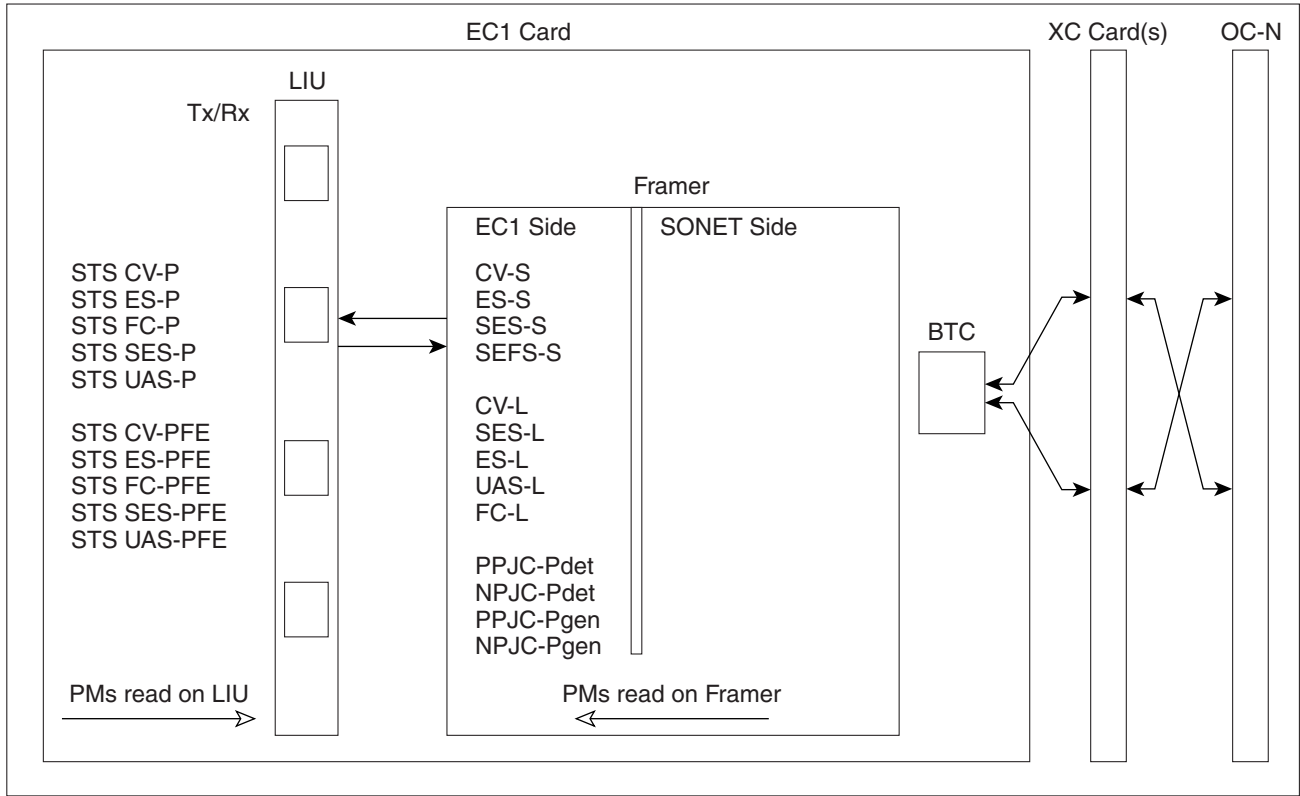 EC1 Card
XC Card(s)
OC-N
LIU
Tx/Rx
Framer
EC1 Side
SONET Side
STS CV-P
STS ES-P
STS FC-P
STS SES-P
STS UAS-P
STS CV-PFE
STS ES-PFE
STS FC-PFE
STS SES-PFE
STS UAS-PFE
CV-S
ES-S
SES-S
SEFS-S
CV-L
SES-L
ES-L
UAS-L
FC-L
PPJC-Pdet
NPJC-Pdet
PPJC-Pgen
NPJC-Pgen
BTC
PMs read on LIU
PMs read on Framer